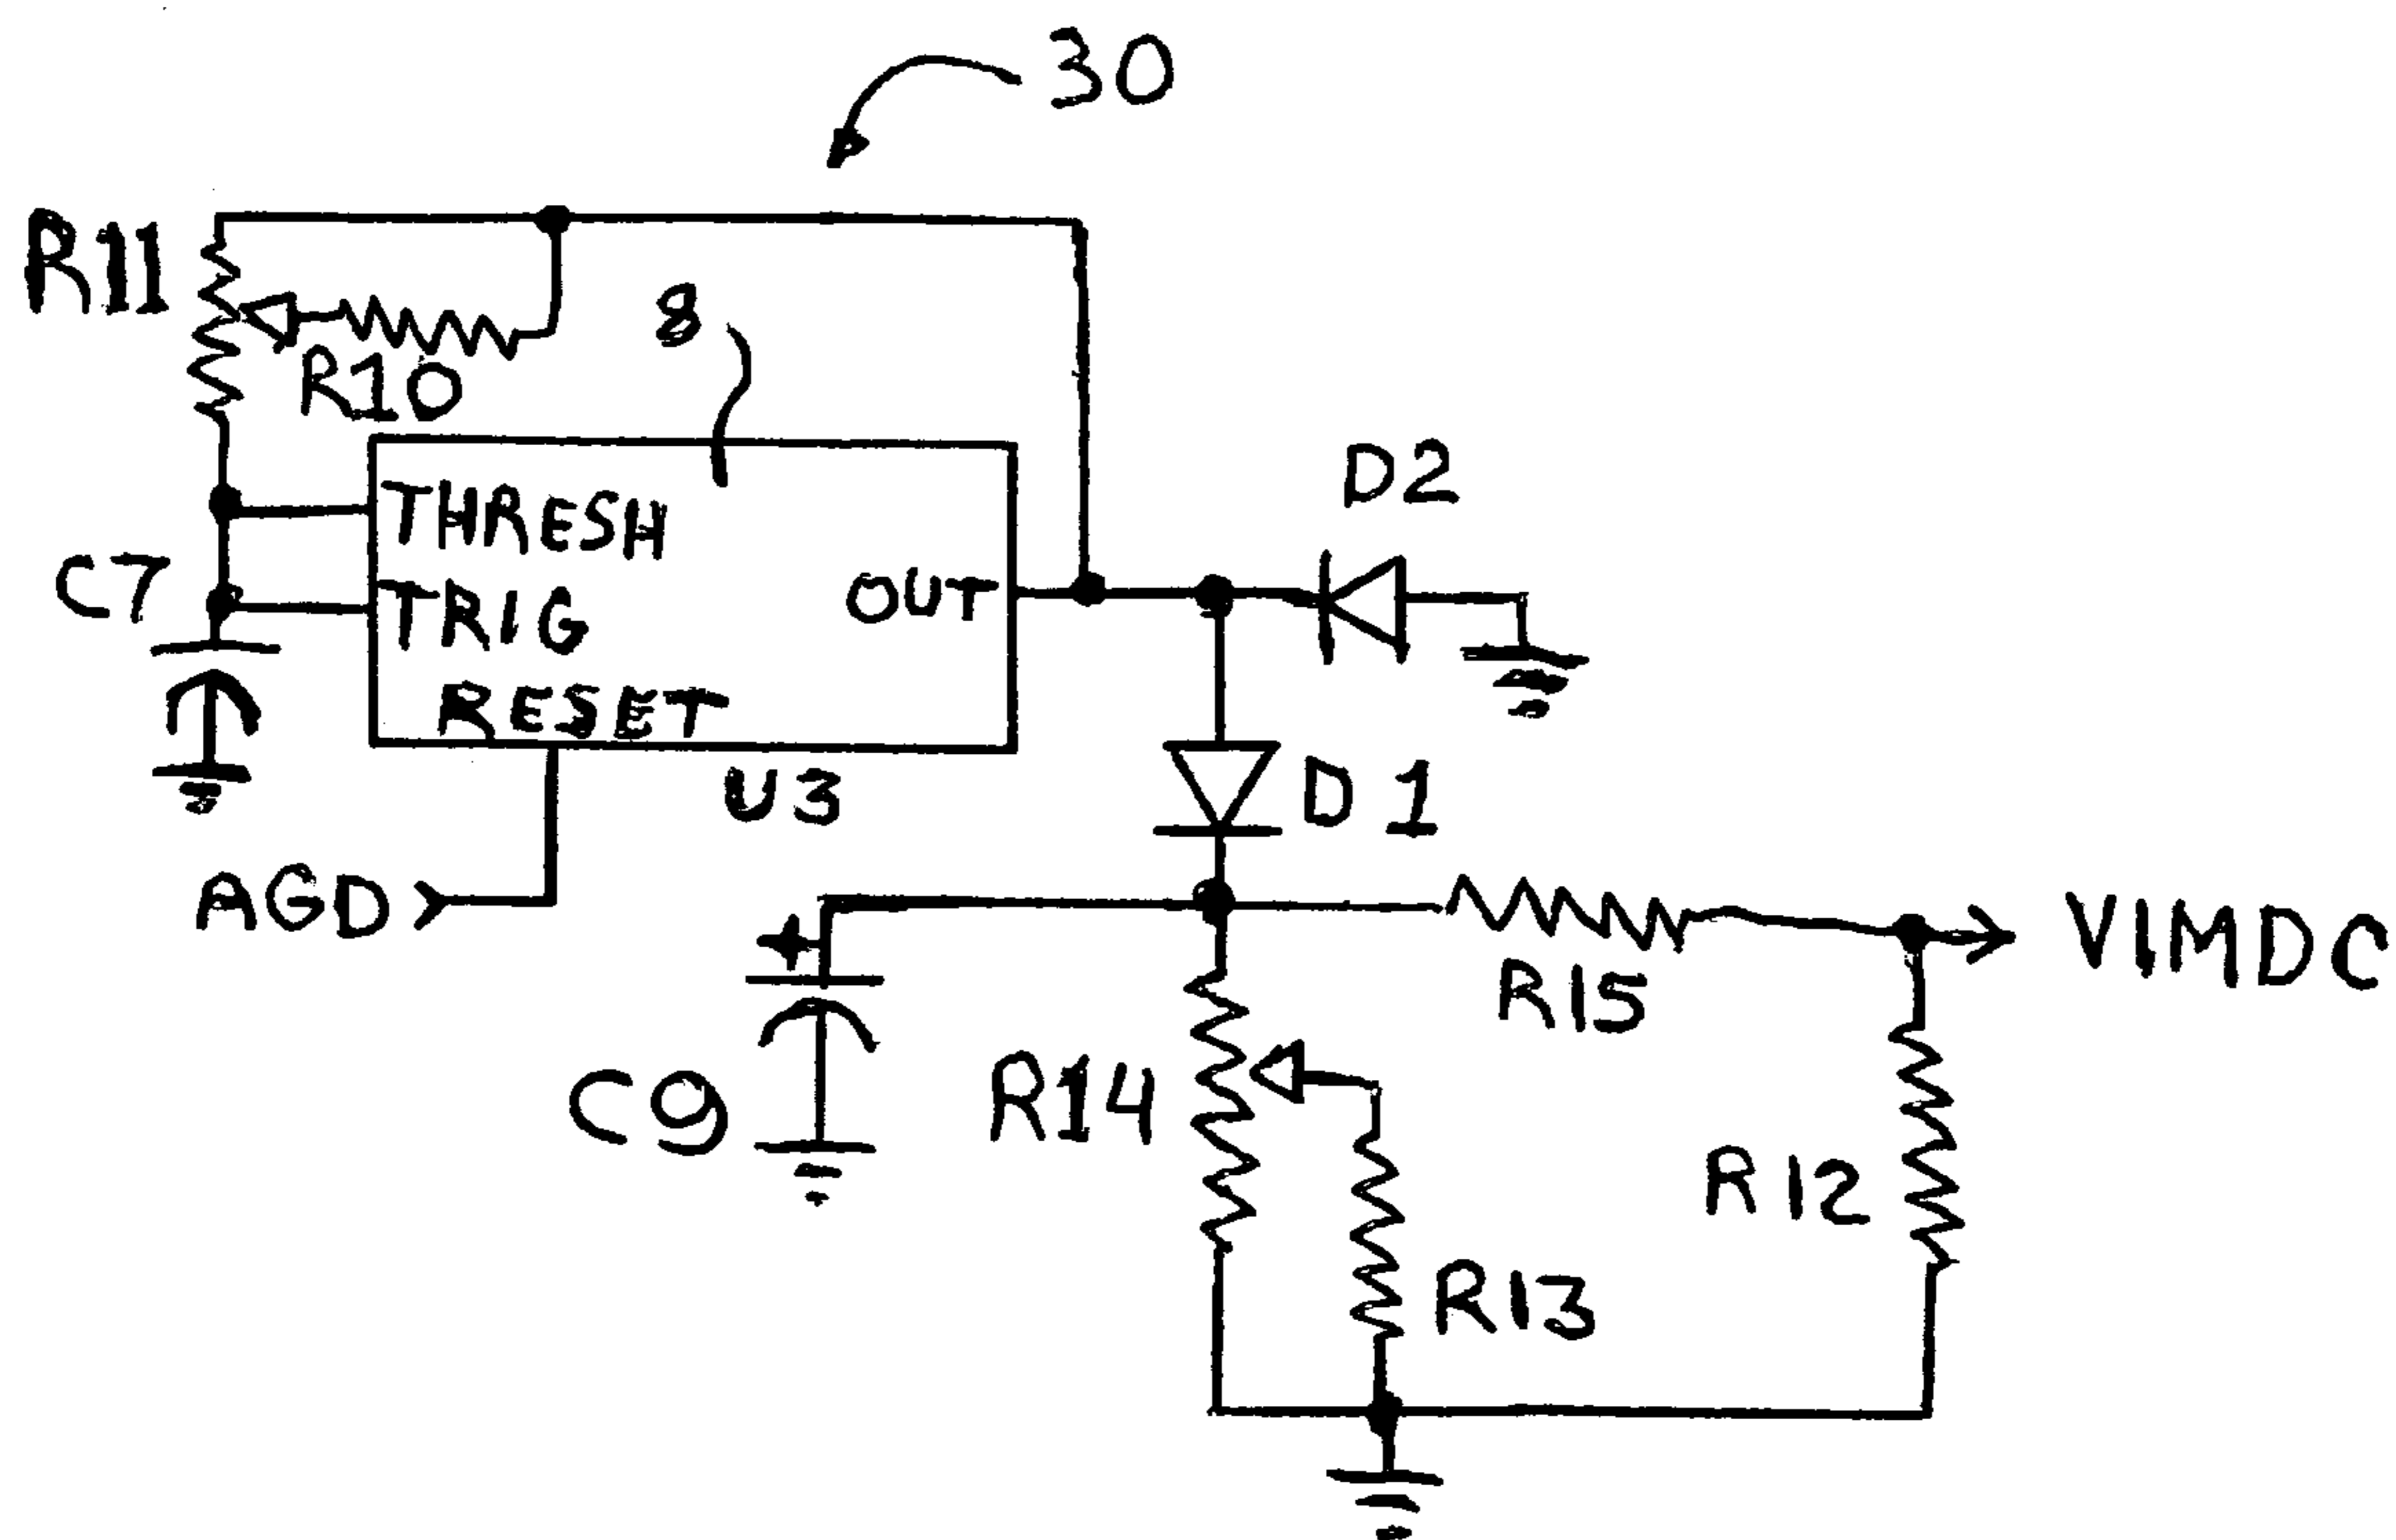 30
R11
8
R10
D2
THRESH
C7
TRIG
OUT
RESET
U3
D1
AGD
VIMDC
R15
C9
R14
R12
R13